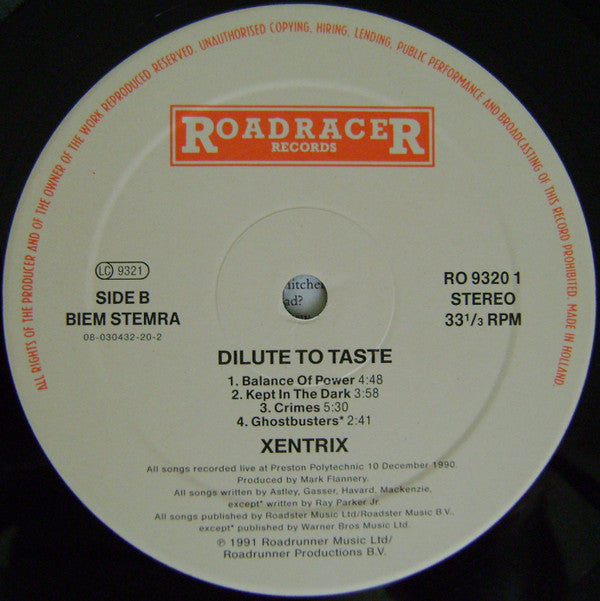 ALL RIGHTS OF THE PRODUCER AND OF THE OWNER OF THE WORK REPRODUCED RESERVED. UNAUTHORISED COPYING, HIRING, LENDING, PUBLIC PERFORMANCE AND BROADCASTING OF THIS RECORD PROHIBITED. MADE IN HOLLAND.
ROADRACER
RECORDS
LC 9321
SIDE B
BIEM STEMRA
08-030432-20-2
RO 9320 1
STEREO
33 1/3 RPM
ad?
DILUTE TO TASTE
1. Balance Of Power 4:48
2. Kept In The Dark 3:58
3. Crimes 5:30
4. Ghostbusters* 2:41
XENTRIX
All songs recorded live at Preston Polytechnic 10 December 1990.
Produced by Mark Flannery.
All songs written by Astley, Gasser, Havard, Mackenzie,
except* written by Ray Parker Jr.
All songs published by Roadster Music Ltd/Roadster Music B.V.,
except* published by Warner Bros Music Ltd.
℗ 1991 Roadrunner Music Ltd/
Roadrunner Productions B.V.